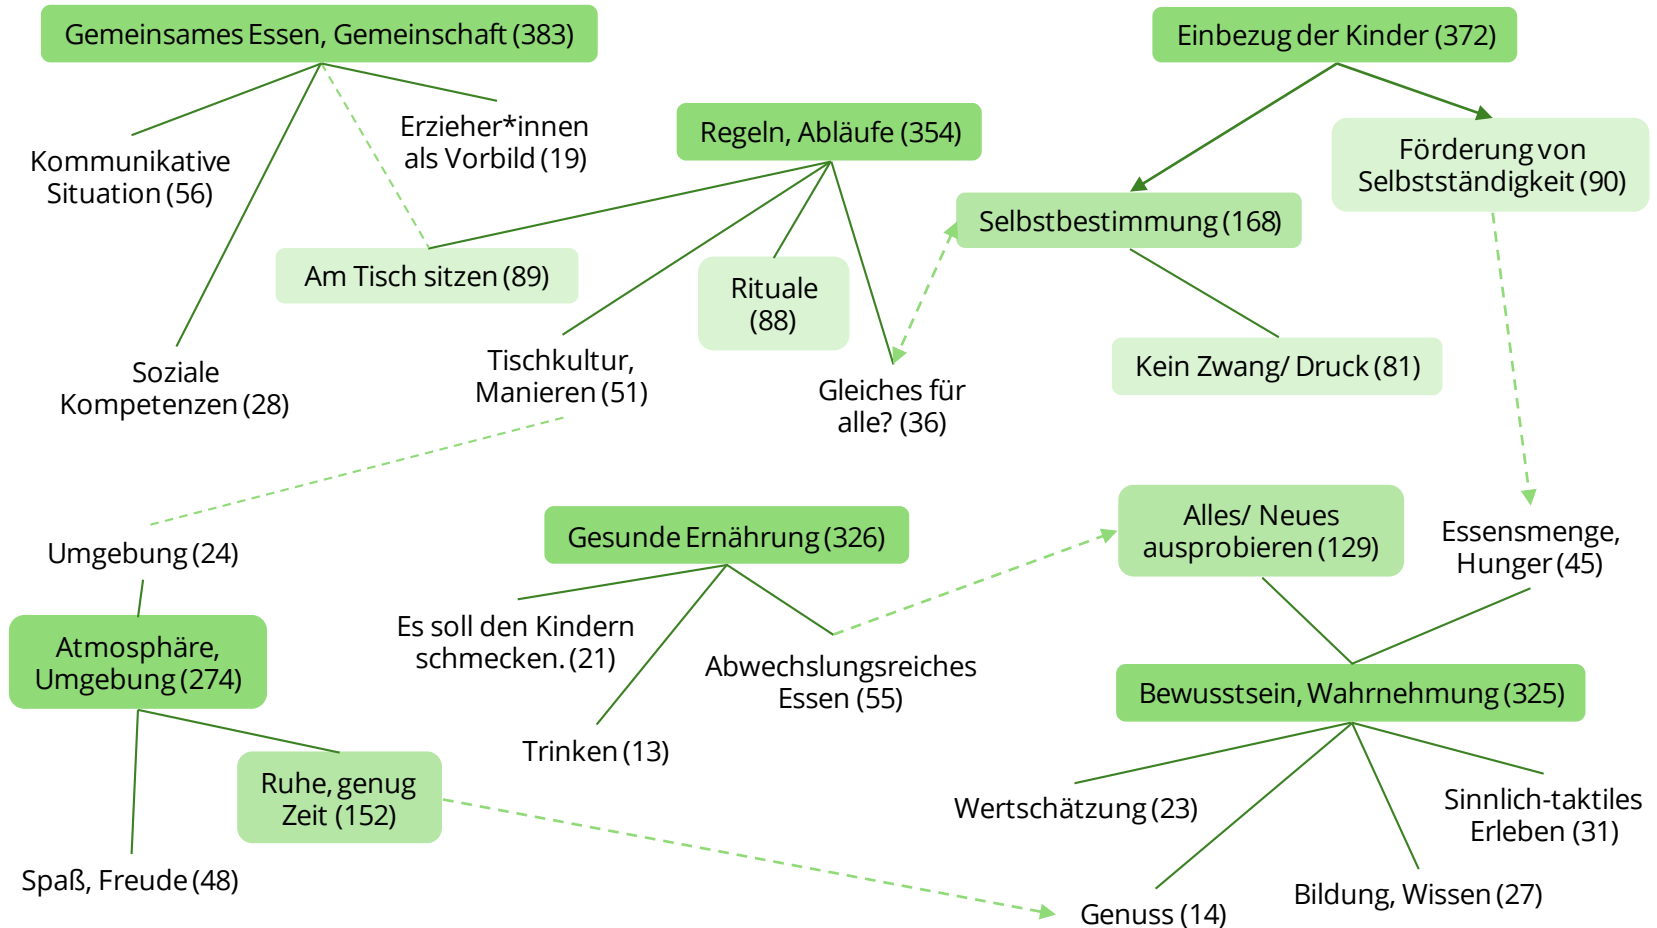 Gemeinsames Essen, Gemeinschaft (383)
Einbezug der Kinder (372)
Kommunikative
Situation (56)
Erzieher*innen
als Vorbild (19)
Regeln, Abläufe (354)
Förderung von
Selbstständigkeit (90)
Selbstbestimmung (168)
Am Tisch sitzen (89)
Rituale
(88)
Soziale
Kompetenzen (28)
Tischkultur,
Manieren (51)
Gleiches für
alle? (36)
Kein Zwang/ Druck (81)
Umgebung (24)
Gesunde Ernährung (326)
Alles/ Neues
ausprobieren (129)
Essensmenge,
Hunger (45)
Atmosphäre,
Umgebung (274)
Es soll den Kindern
schmecken. (21)
Abwechslungsreiches
Essen (55)
Bewusstsein, Wahrnehmung (325)
Trinken (13)
Ruhe, genug
Zeit (152)
Wertschätzung (23)
Sinnlich-taktiles
Erleben (31)
Spaß, Freude (48)
Genuss (14)
Bildung, Wissen (27)